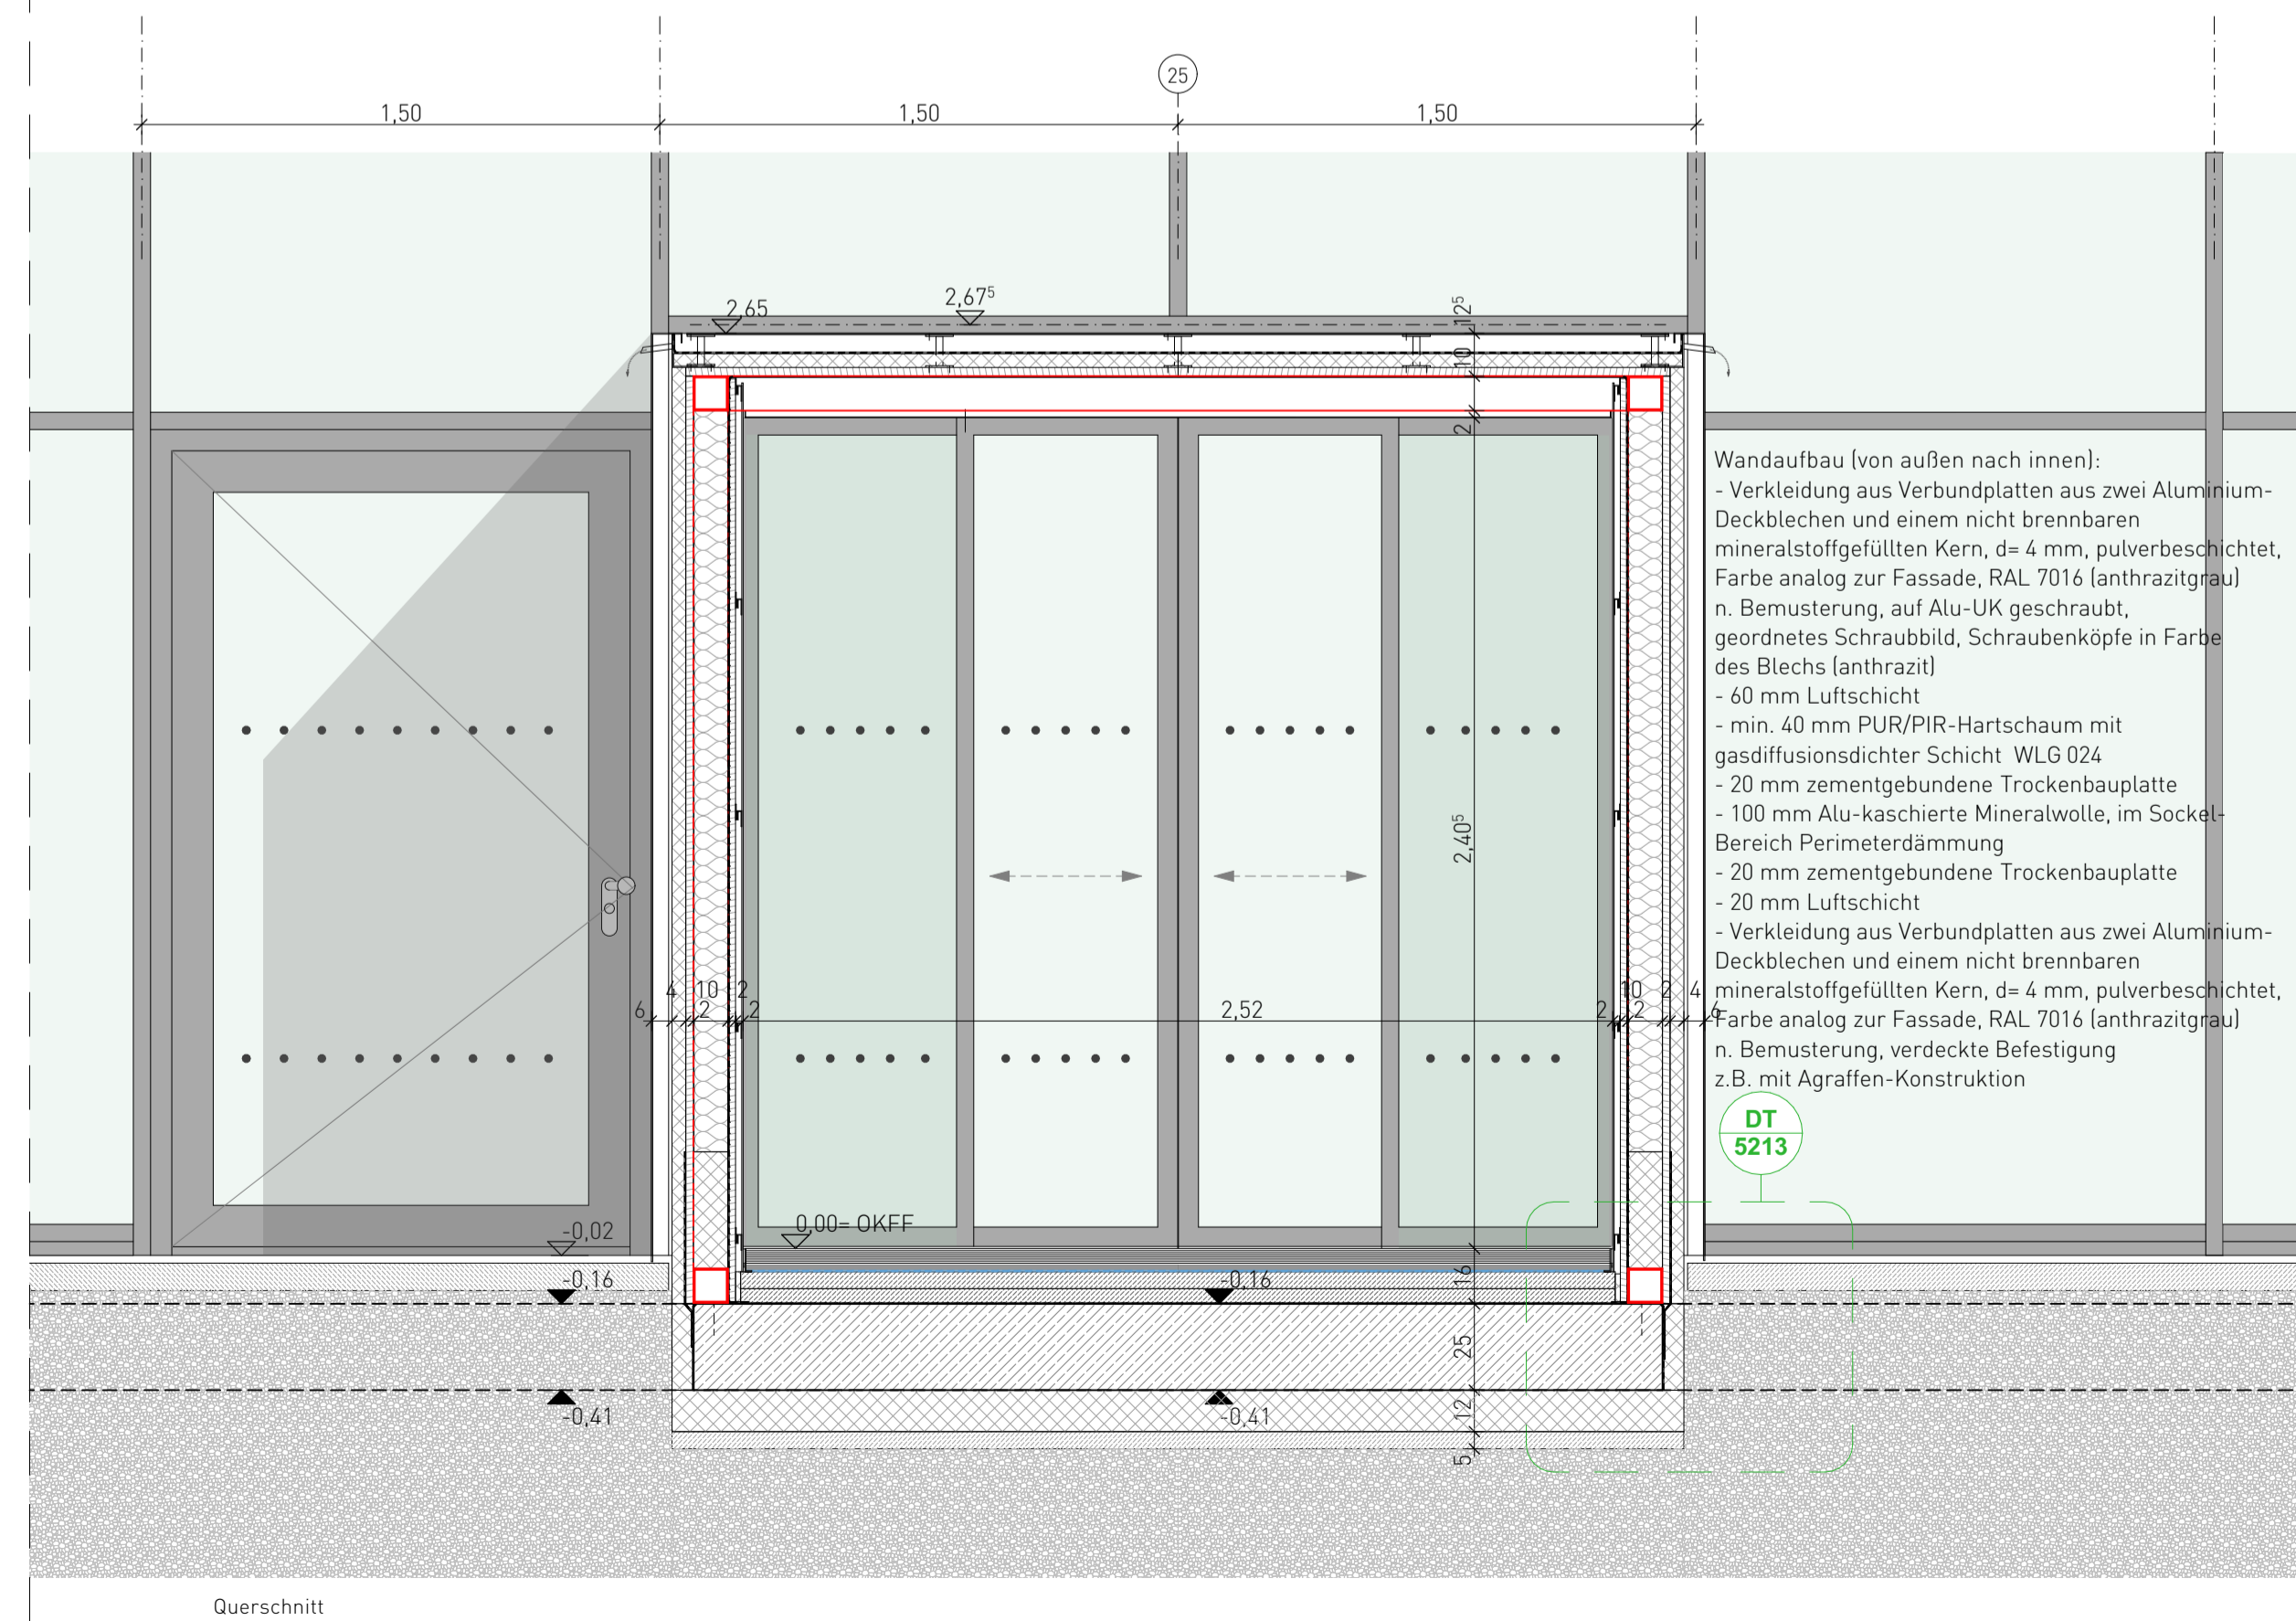 25
1,50
1,50
1,50
2,65
2,67⁵
12⁵
10
2
Wandaufbau (von außen nach innen):
- Verkleidung aus Verbundplatten aus zwei Aluminium-
Deckblechen und einem nicht brennbaren
mineralstoffgefüllten Kern, d= 4 mm, pulverbeschichtet,
Farbe analog zur Fassade, RAL 7016 (anthrazitgrau)
n. Bemusterung, auf Alu-UK geschraubt,
geordnetes Schraubbild, Schraubenköpfe in Farbe
des Blechs (anthrazit)
- 60 mm Luftschicht
- min. 40 mm PUR/PIR-Hartschaum mit
gasdiffusionsdichter Schicht WLG 024
- 20 mm zementgebundene Trockenbauplatte
- 100 mm Alu-kaschierte Mineralwolle, im Sockel-
Bereich Perimeterdämmung
- 20 mm zementgebundene Trockenbauplatte
- 20 mm Luftschicht
- Verkleidung aus Verbundplatten aus zwei Aluminium-
Deckblechen und einem nicht brennbaren
mineralstoffgefüllten Kern, d= 4 mm, pulverbeschichtet,
Farbe analog zur Fassade, RAL 7016 (anthrazitgrau)
n. Bemusterung, verdeckte Befestigung
z.B. mit Agraffen-Konstruktion
2,40⁵
4 10 2
10 2 4
6 2 2 2,52 2 2 6
DT
5213
-0,02
0,00= OKFF
-0,16
-0,16
16
25
-0,41
-0,41
12
5
Querschnitt